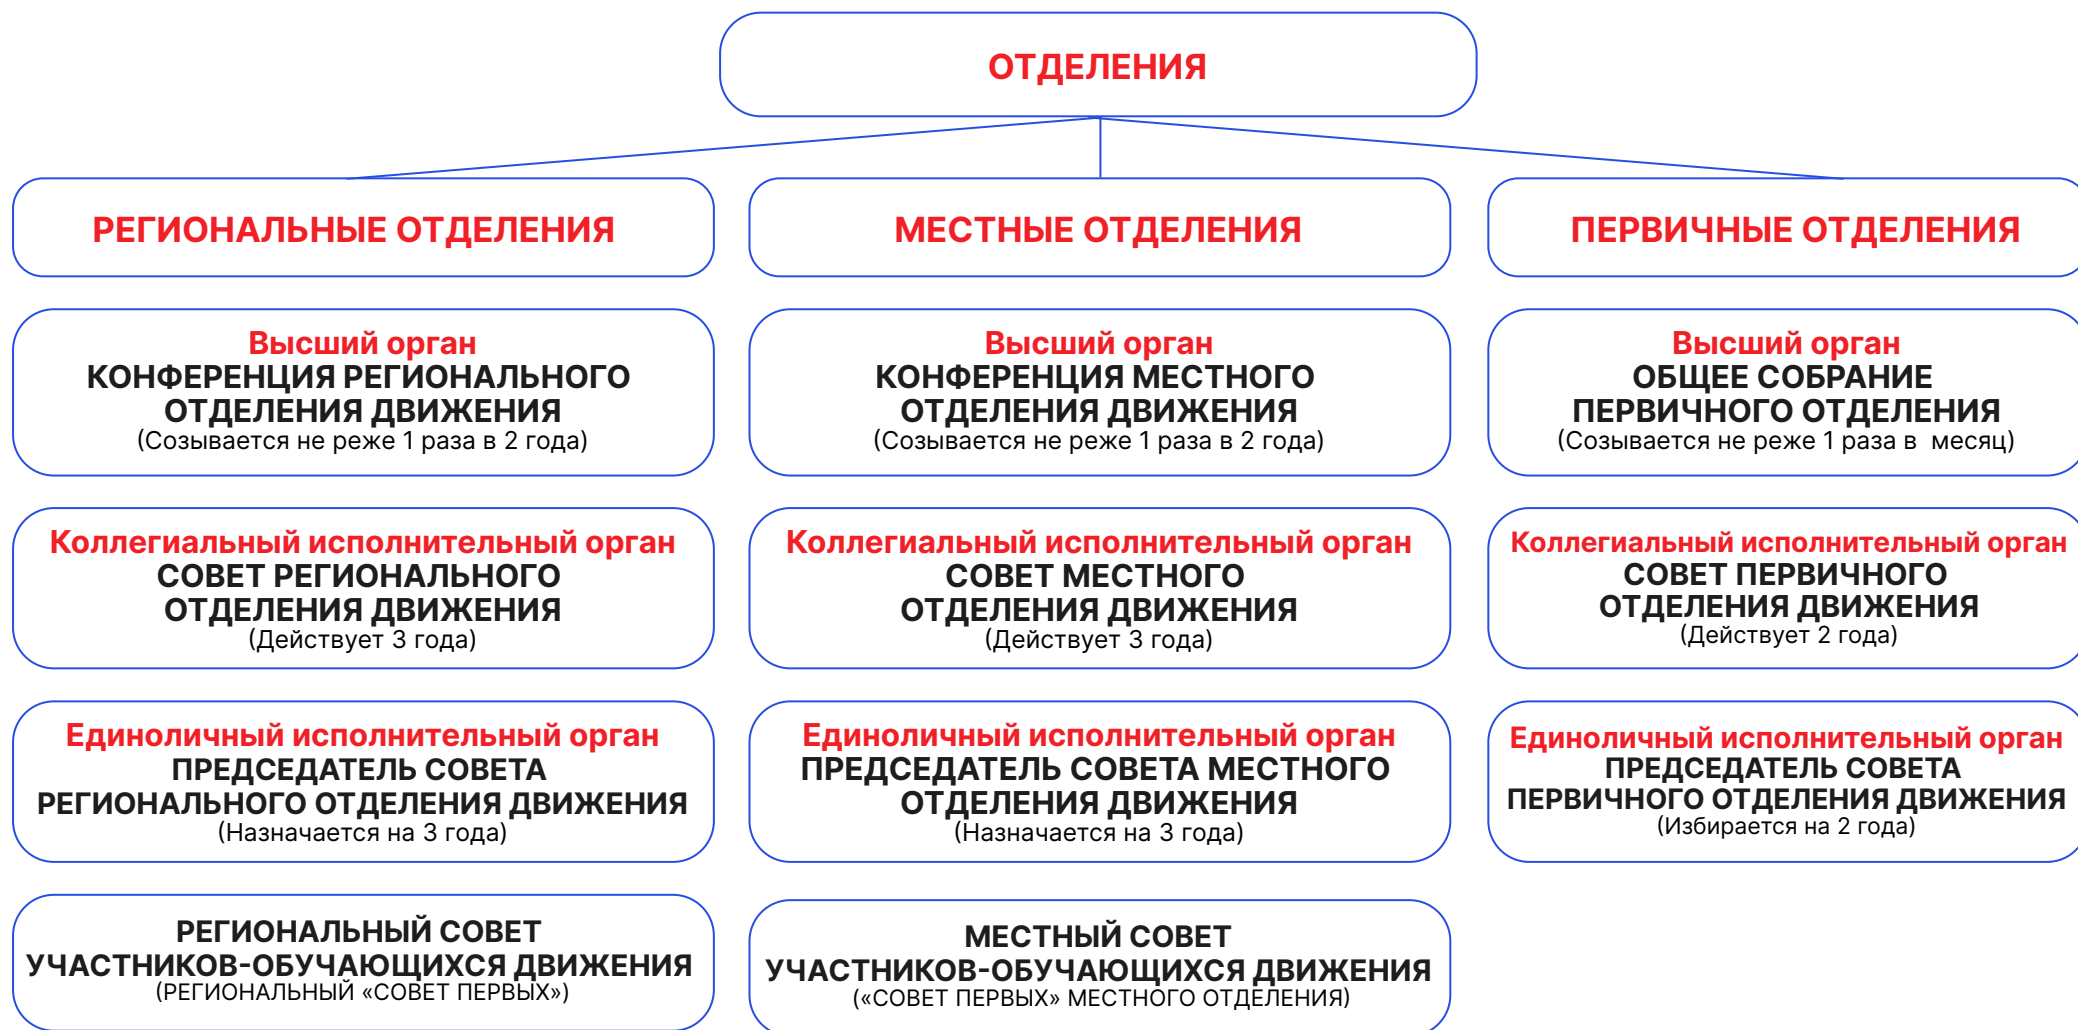 ОТДЕЛЕНИЯ
РЕГИОНАЛЬНЫЕ ОТДЕЛЕНИЯ
МЕСТНЫЕ ОТДЕЛЕНИЯ
ПЕРВИЧНЫЕ ОТДЕЛЕНИЯ
Высший орган
КОНФЕРЕНЦИЯ РЕГИОНАЛЬНОГО
ОТДЕЛЕНИЯ ДВИЖЕНИЯ
(Созывается не реже 1 раза в 2 года)
Высший орган
КОНФЕРЕНЦИЯ МЕСТНОГО
ОТДЕЛЕНИЯ ДВИЖЕНИЯ
(Созывается не реже 1 раза в 2 года)
Высший орган
ОБЩЕЕ СОБРАНИЕ
ПЕРВИЧНОГО ОТДЕЛЕНИЯ
(Созывается не реже 1 раза в месяц)
Коллегиальный исполнительный орган
СОВЕТ РЕГИОНАЛЬНОГО
ОТДЕЛЕНИЯ ДВИЖЕНИЯ
(Действует 3 года)
Коллегиальный исполнительный орган
СОВЕТ МЕСТНОГО
ОТДЕЛЕНИЯ ДВИЖЕНИЯ
(Действует 3 года)
Коллегиальный исполнительный орган
СОВЕТ ПЕРВИЧНОГО
ОТДЕЛЕНИЯ ДВИЖЕНИЯ
(Действует 2 года)
Единоличный исполнительный орган
ПРЕДСЕДАТЕЛЬ СОВЕТА
РЕГИОНАЛЬНОГО ОТДЕЛЕНИЯ ДВИЖЕНИЯ
(Назначается на 3 года)
Единоличный исполнительный орган
ПРЕДСЕДАТЕЛЬ СОВЕТА МЕСТНОГО
ОТДЕЛЕНИЯ ДВИЖЕНИЯ
(Назначается на 3 года)
Единоличный исполнительный орган
ПРЕДСЕДАТЕЛЬ СОВЕТА
ПЕРВИЧНОГО ОТДЕЛЕНИЯ ДВИЖЕНИЯ
(Избирается на 2 года)
РЕГИОНАЛЬНЫЙ СОВЕТ
УЧАСТНИКОВ-ОБУЧАЮЩИХСЯ ДВИЖЕНИЯ
(РЕГИОНАЛЬНЫЙ «СОВЕТ ПЕРВЫХ»)
МЕСТНЫЙ СОВЕТ
УЧАСТНИКОВ-ОБУЧАЮЩИХСЯ ДВИЖЕНИЯ
(«СОВЕТ ПЕРВЫХ» МЕСТНОГО ОТДЕЛЕНИЯ)